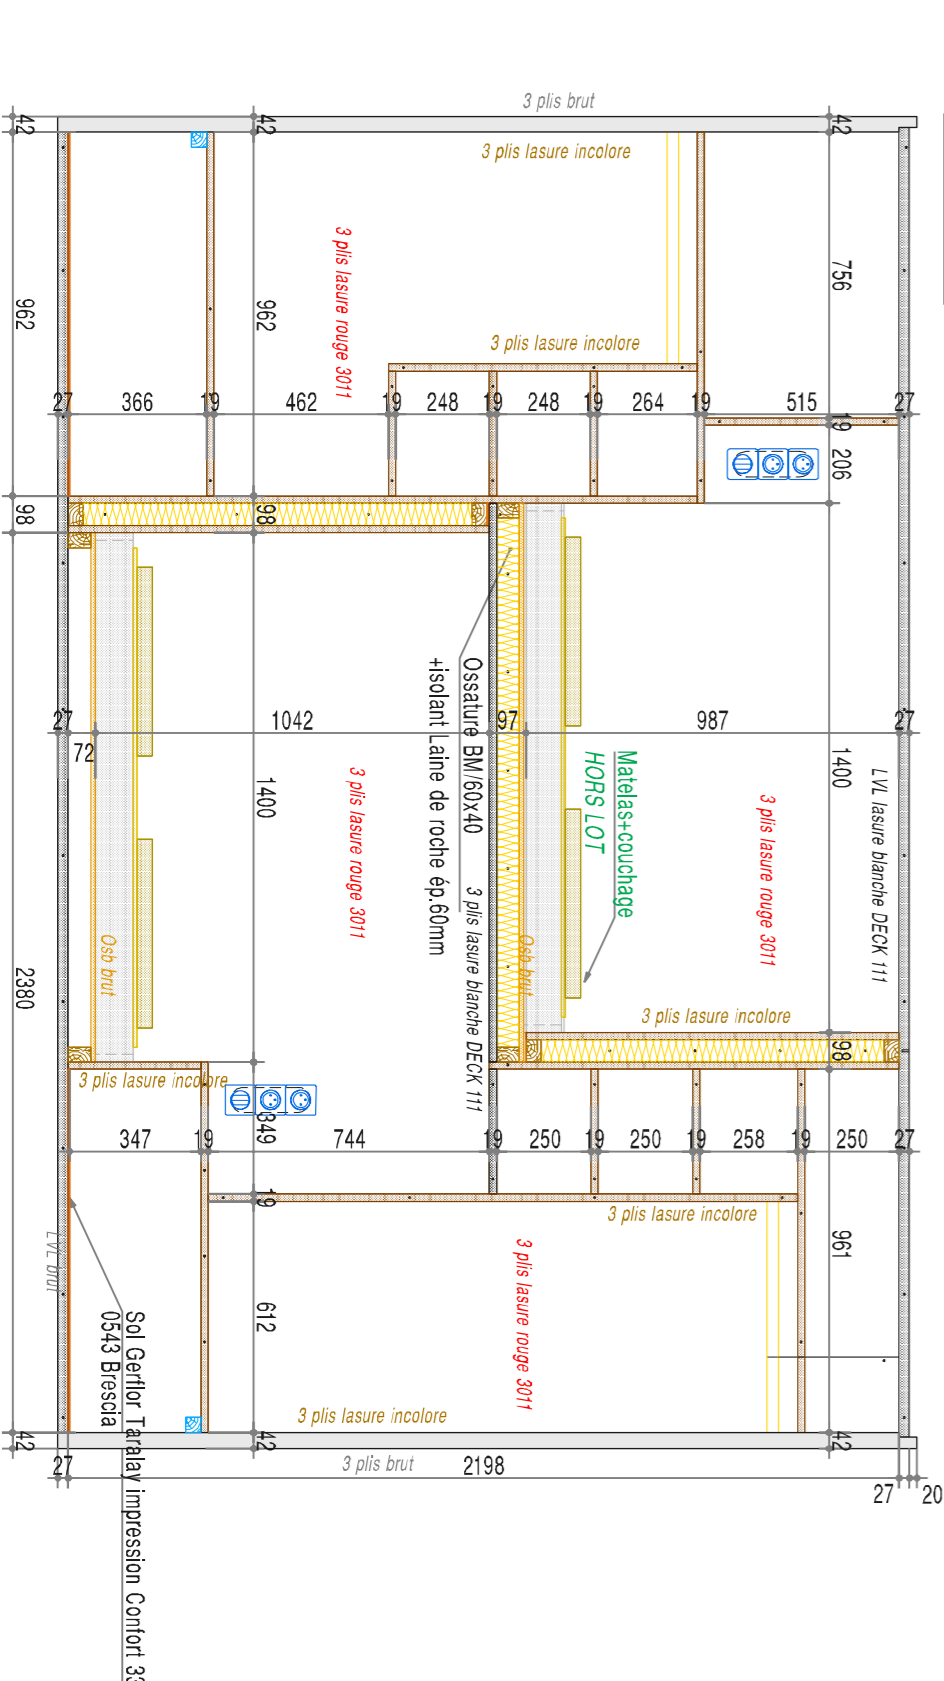 3 plis brut
42
42
42
3 plis lasure incolore
3 plis lasure rouge 3011
756
962
962
3 plis lasure incolore
27
366
19
462
19
248
19
248
19
264
19
515
27
19
206
98
98
Ossature BM/60x40
+isolant Laine de roche ép.60mm
27
72
1042
97
987
27
1400
1400
Matelas+couchage
HORS LOT
3 plis lasure rouge 3011
3 plis lasure rouge 3011
LVL lasure blanche DECK 111
3 plis lasure blanche DECK 111
Osb brut
Osb brut
2380
3 plis lasure incolore
98
3 plis lasure incolore
349
347
19
744
19
250
19
250
19
258
19
250
27
19
3 plis lasure incolore
961
LVL brut
3 plis lasure rouge 3011
612
Sol Gerflor Taralay impression Confort 33
0543 Brescia
3 plis lasure incolore
42
42
42
3 plis brut
27
2198
27
20